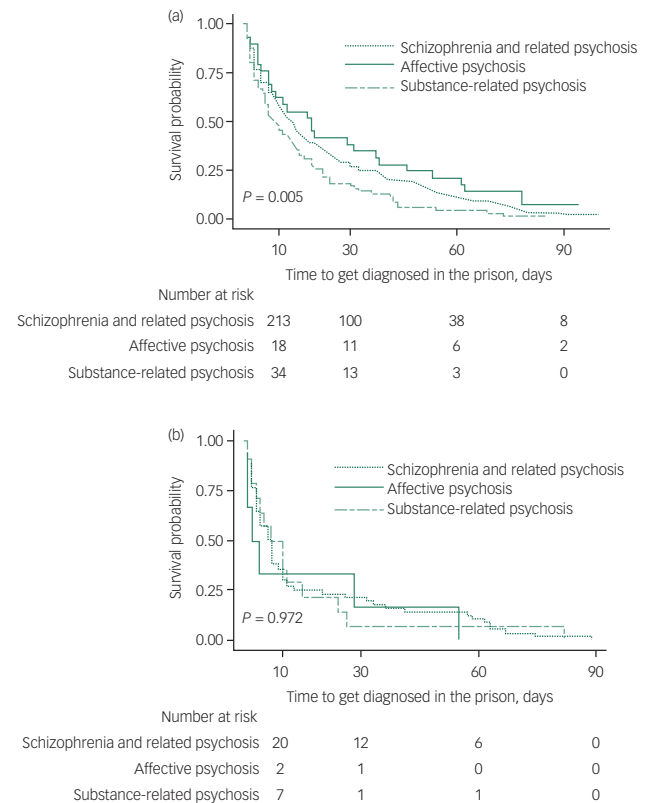 (a)
1.00
0.75
0.50
0.25
0.00
Survival probability
Schizophrenia and related psychosis
Affective psychosis
Substance-related psychosis
P = 0.005
10 30 60 90
Time to get diagnosed in the prison, days
Number at risk
Schizophrenia and related psychosis 213 100 38 8
Affective psychosis 18 11 6 2
Substance-related psychosis 34 13 3 0
(b)
1.00
0.75
0.50
0.25
0.00
Survival probability
Schizophrenia and related psychosis
Affective psychosis
Substance-related psychosis
P = 0.972
10 30 60 90
Time to get diagnosed in the prison, days
Number at risk
Schizophrenia and related psychosis 20 12 6 0
Affective psychosis 2 1 0 0
Substance-related psychosis 7 1 1 0